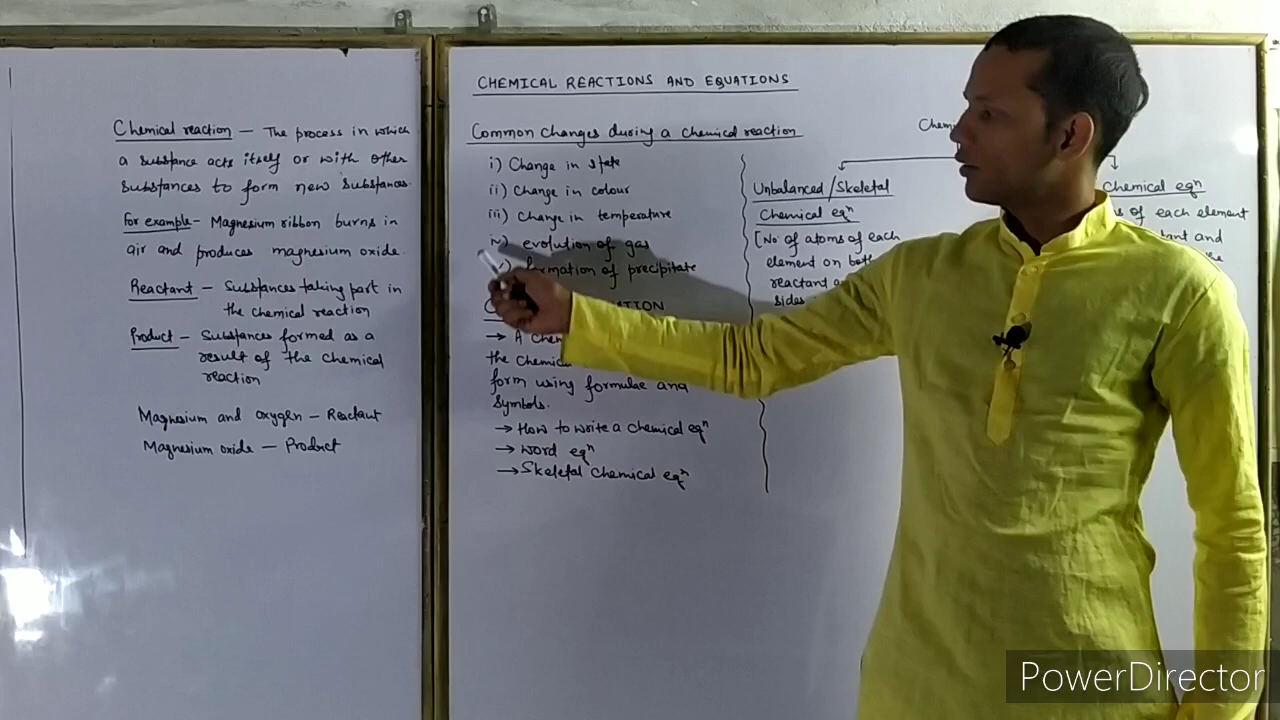 Chemical reaction — The process in which
a substance acts itself or with other
substances to form new substances.
For example - Magnesium ribbon burns in
air and produces magnesium oxide
Reactant — Substances taking part in
the chemical reaction
Product — Substances formed as a
result of the chemical
reaction
Magnesium and oxygen — Reactant
Magnesium oxide — Product
CHEMICAL REACTIONS AND EQUATIONS
Common changes during a chemical reaction
i) Change in state
ii) Change in colour
iii) Change in temperature
iv) evolution of gas
formation of precipitate
→ A
the
form using formulae and
symbols.
→ How to write a chemical eqⁿ
→ word eqⁿ
→ Skeletal chemical eqⁿ
Unbalanced / Skeletal
Chemical eqⁿ
[No of atoms of each
element on
reactant
sides
Chemical eqⁿ
of each element
and
PowerDirector